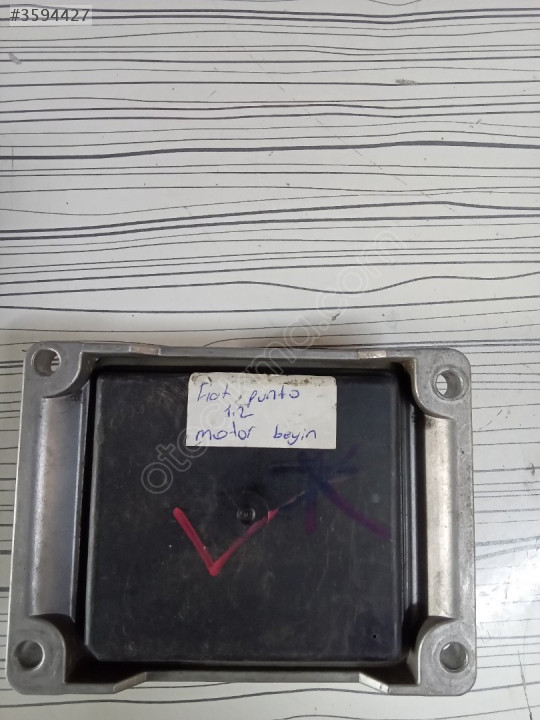 #3594427
fiat punto
1.2
motor beyin